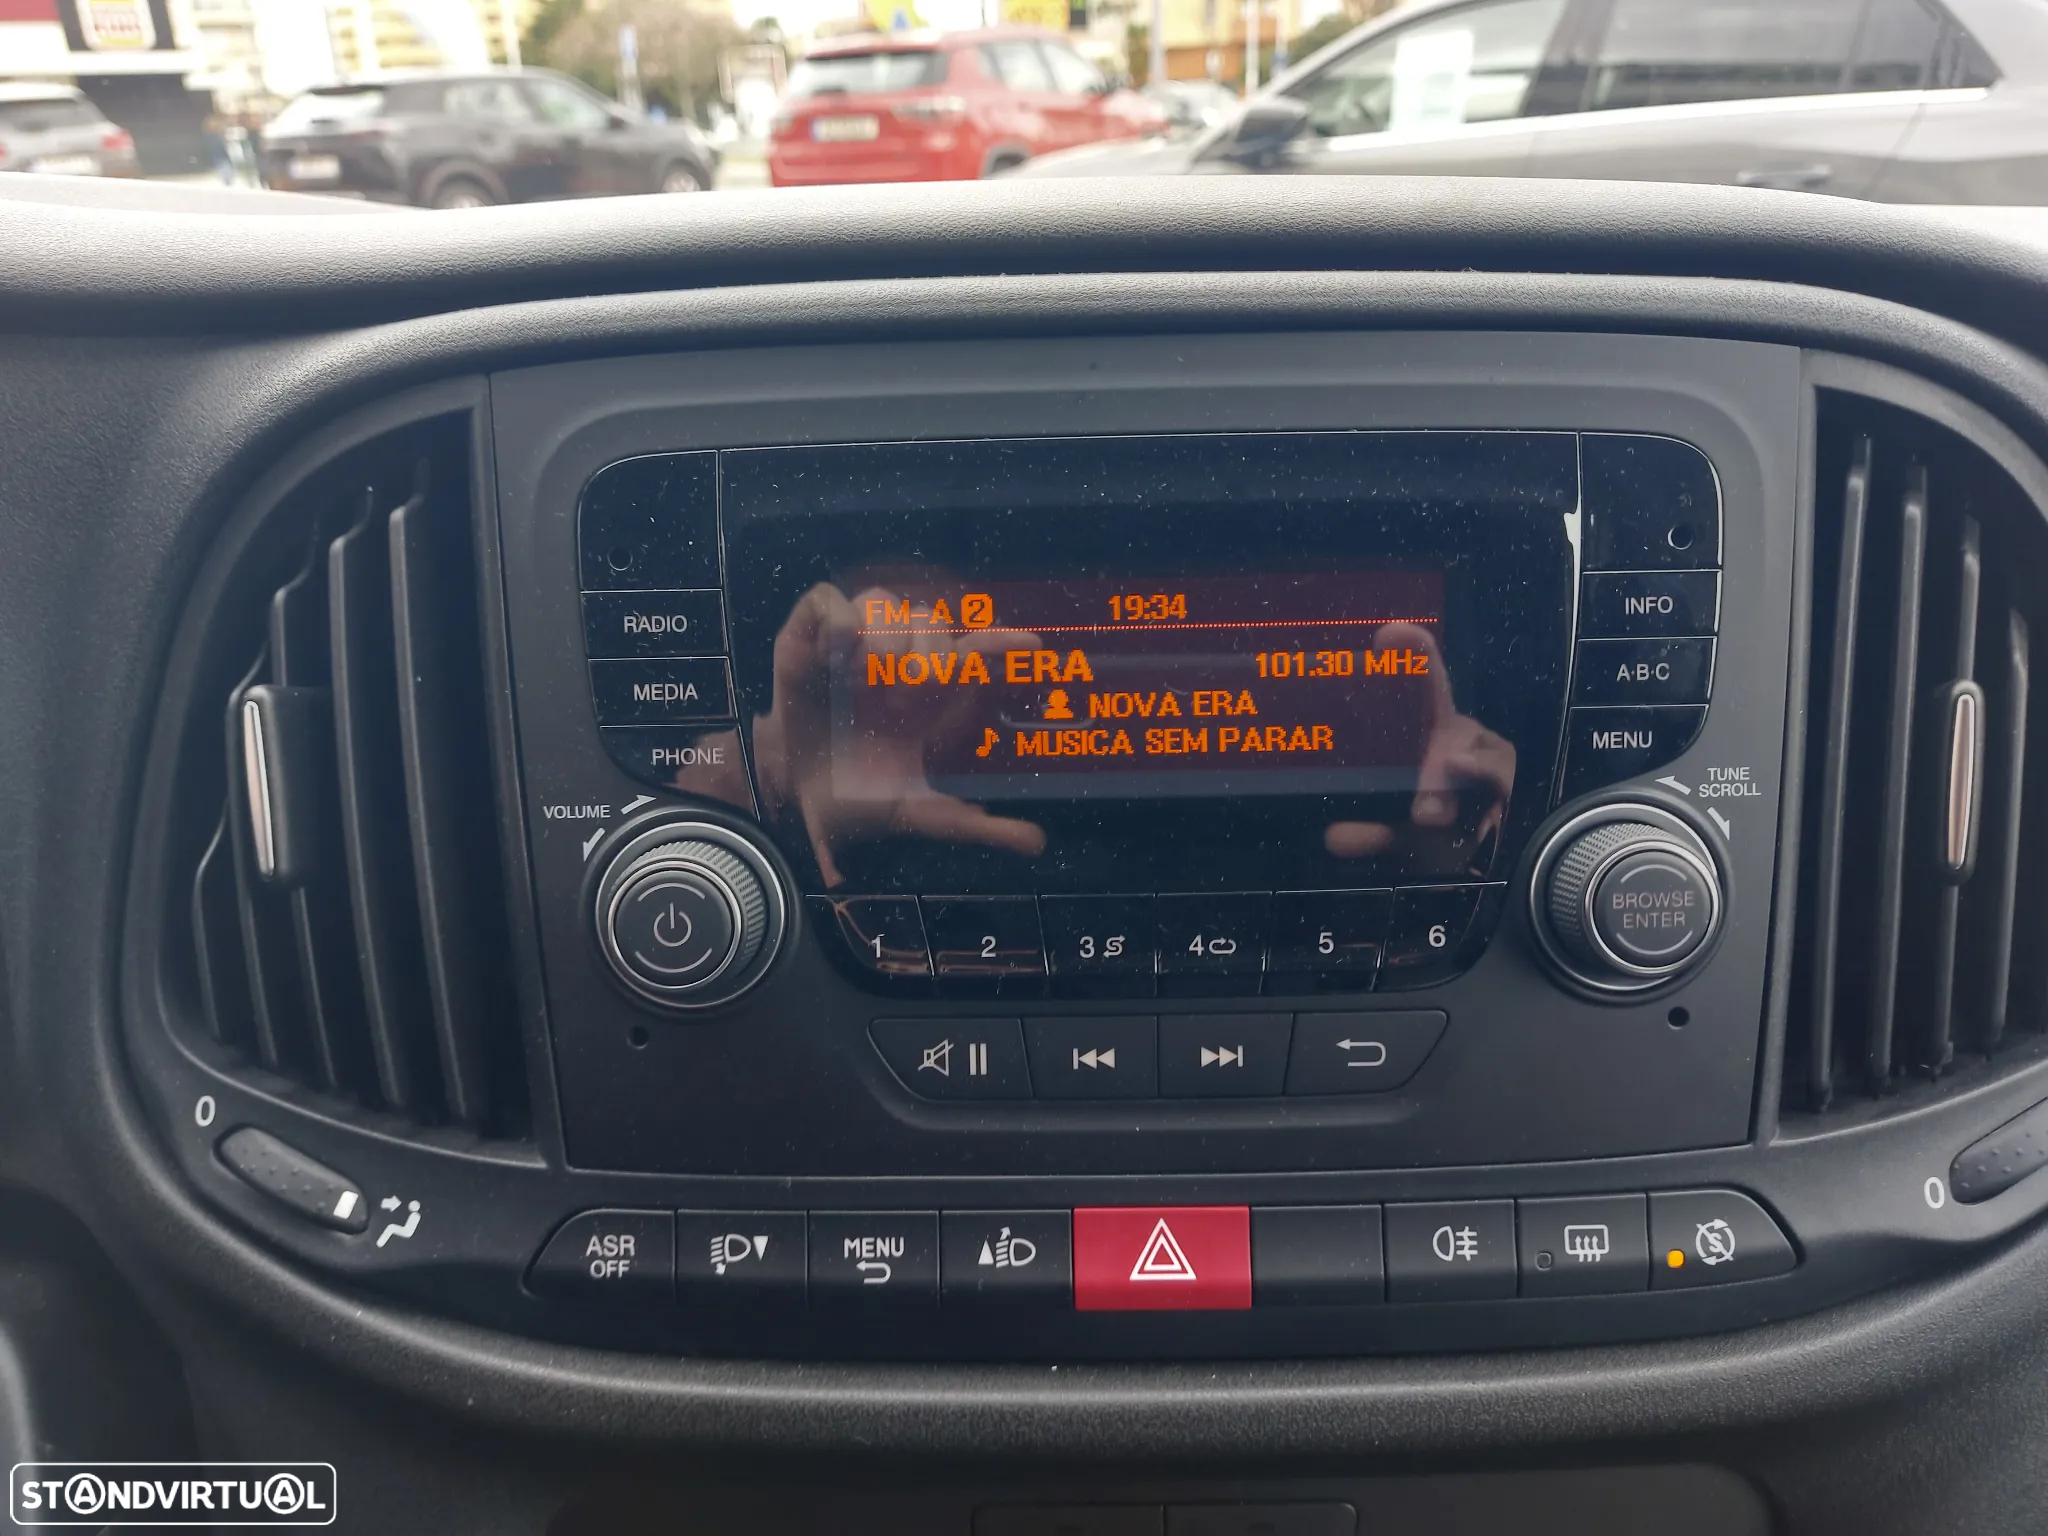 FM-A 2 19:34
NOVA ERA 101.30 MHz
NOVA ERA
MUSICA SEM PARAR
RADIO
MEDIA
PHONE
INFO
A·B·C
MENU
VOLUME
TUNE
SCROLL
BROWSE
ENTER
1 2 3 4 5 6
0
0
ASR
OFF
MENU
STANDVIRTUAL